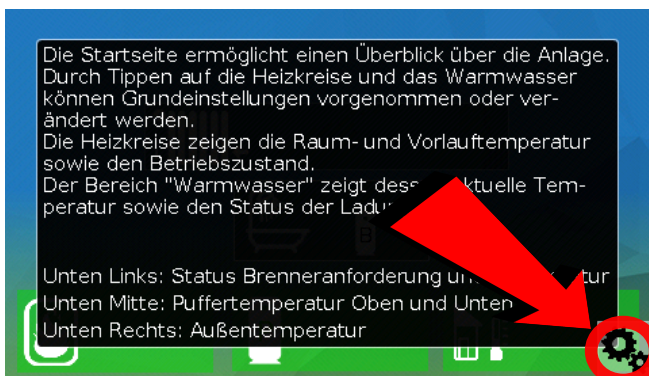 Die Startseite ermöglicht einen Überblick über die Anlage.
Durch Tippen auf die Heizkreise und das Warmwasser
können Grundeinstellungen vorgenommen oder ver-
ändert werden.
Die Heizkreise zeigen die Raum- und Vorlauftemperatur
sowie den Betriebszustand.
Der Bereich "Warmwasser" zeigt Tem-
peratur sowie den Status der
B
Unten Links: Status Brenneranforderung
Unten Mitte: Puffertemperatur Oben und Unten
Unten Rechts: Außentemperatur